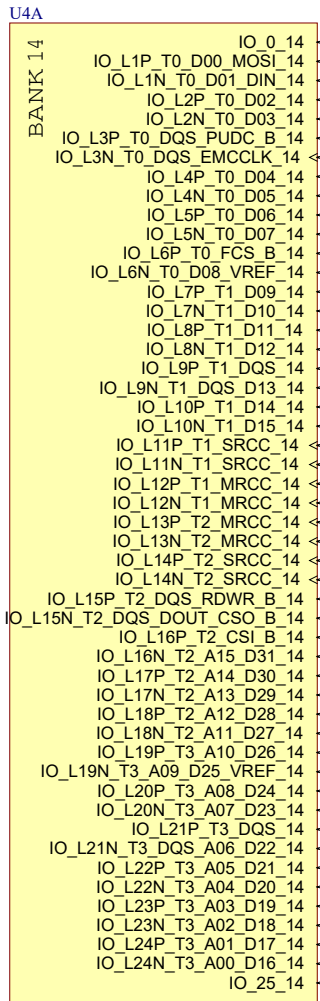 U4A
BANK 14
IO_0_14
IO_L1P_T0_D00_MOSI_14
IO_L1N_T0_D01_DIN_14
IO_L2P_T0_D02_14
IO_L2N_T0_D03_14
IO_L3P_T0_DQS_PUDC_B_14
IO_L3N_T0_DQS_EMCCLK_14
IO_L4P_T0_D04_14
IO_L4N_T0_D05_14
IO_L5P_T0_D06_14
IO_L5N_T0_D07_14
IO_L6P_T0_FCS_B_14
IO_L6N_T0_D08_VREF_14
IO_L7P_T1_D09_14
IO_L7N_T1_D10_14
IO_L8P_T1_D11_14
IO_L8N_T1_D12_14
IO_L9P_T1_DQS_14
IO_L9N_T1_DQS_D13_14
IO_L10P_T1_D14_14
IO_L10N_T1_D15_14
IO_L11P_T1_SRCC_14
IO_L11N_T1_SRCC_14
IO_L12P_T1_MRCC_14
IO_L12N_T1_MRCC_14
IO_L13P_T2_MRCC_14
IO_L13N_T2_MRCC_14
IO_L14P_T2_SRCC_14
IO_L14N_T2_SRCC_14
IO_L15P_T2_DQS_RDWR_B_14
IO_L15N_T2_DQS_DOUT_CSO_B_14
IO_L16P_T2_CSI_B_14
IO_L16N_T2_A15_D31_14
IO_L17P_T2_A14_D30_14
IO_L17N_T2_A13_D29_14
IO_L18P_T2_A12_D28_14
IO_L18N_T2_A11_D27_14
IO_L19P_T3_A10_D26_14
IO_L19N_T3_A09_D25_VREF_14
IO_L20P_T3_A08_D24_14
IO_L20N_T3_A07_D23_14
IO_L21P_T3_DQS_14
IO_L21N_T3_DQS_A06_D22_14
IO_L22P_T3_A05_D21_14
IO_L22N_T3_A04_D20_14
IO_L23P_T3_A03_D19_14
IO_L23N_T3_A02_D18_14
IO_L24P_T3_A01_D17_14
IO_L24N_T3_A00_D16_14
IO_25_14